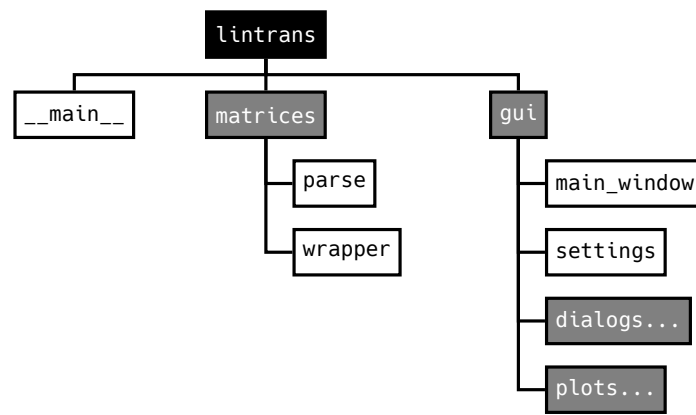 lintrans
__main__
matrices
gui
parse
main_window
wrapper
settings
dialogs...
plots...